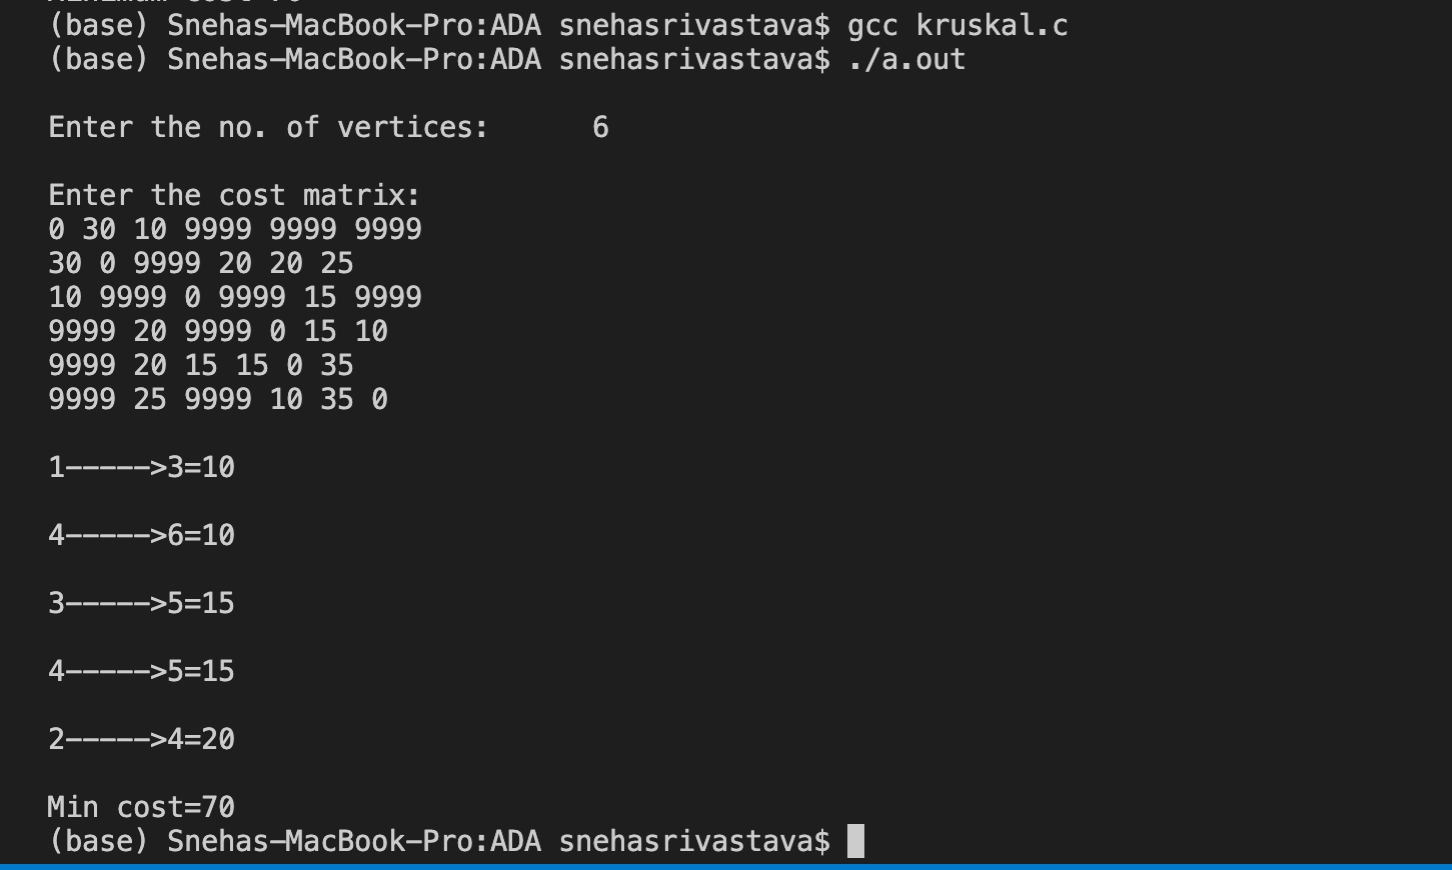 (base) Snehas-MacBook-Pro:ADA snehasrivastava$ gcc kruskal.c
(base) Snehas-MacBook-Pro:ADA snehasrivastava$ ./a.out
Enter the no. of vertices: 6
Enter the cost matrix:
0 30 10 9999 9999 9999
30 0 9999 20 20 25
10 9999 0 9999 15 9999
9999 20 9999 0 15 10
9999 20 15 15 0 35
9999 25 9999 10 35 0
1----->3=10
4----->6=10
3----->5=15
4----->5=15
2----->4=20
Min cost=70
(base) Snehas-MacBook-Pro:ADA snehasrivastava$